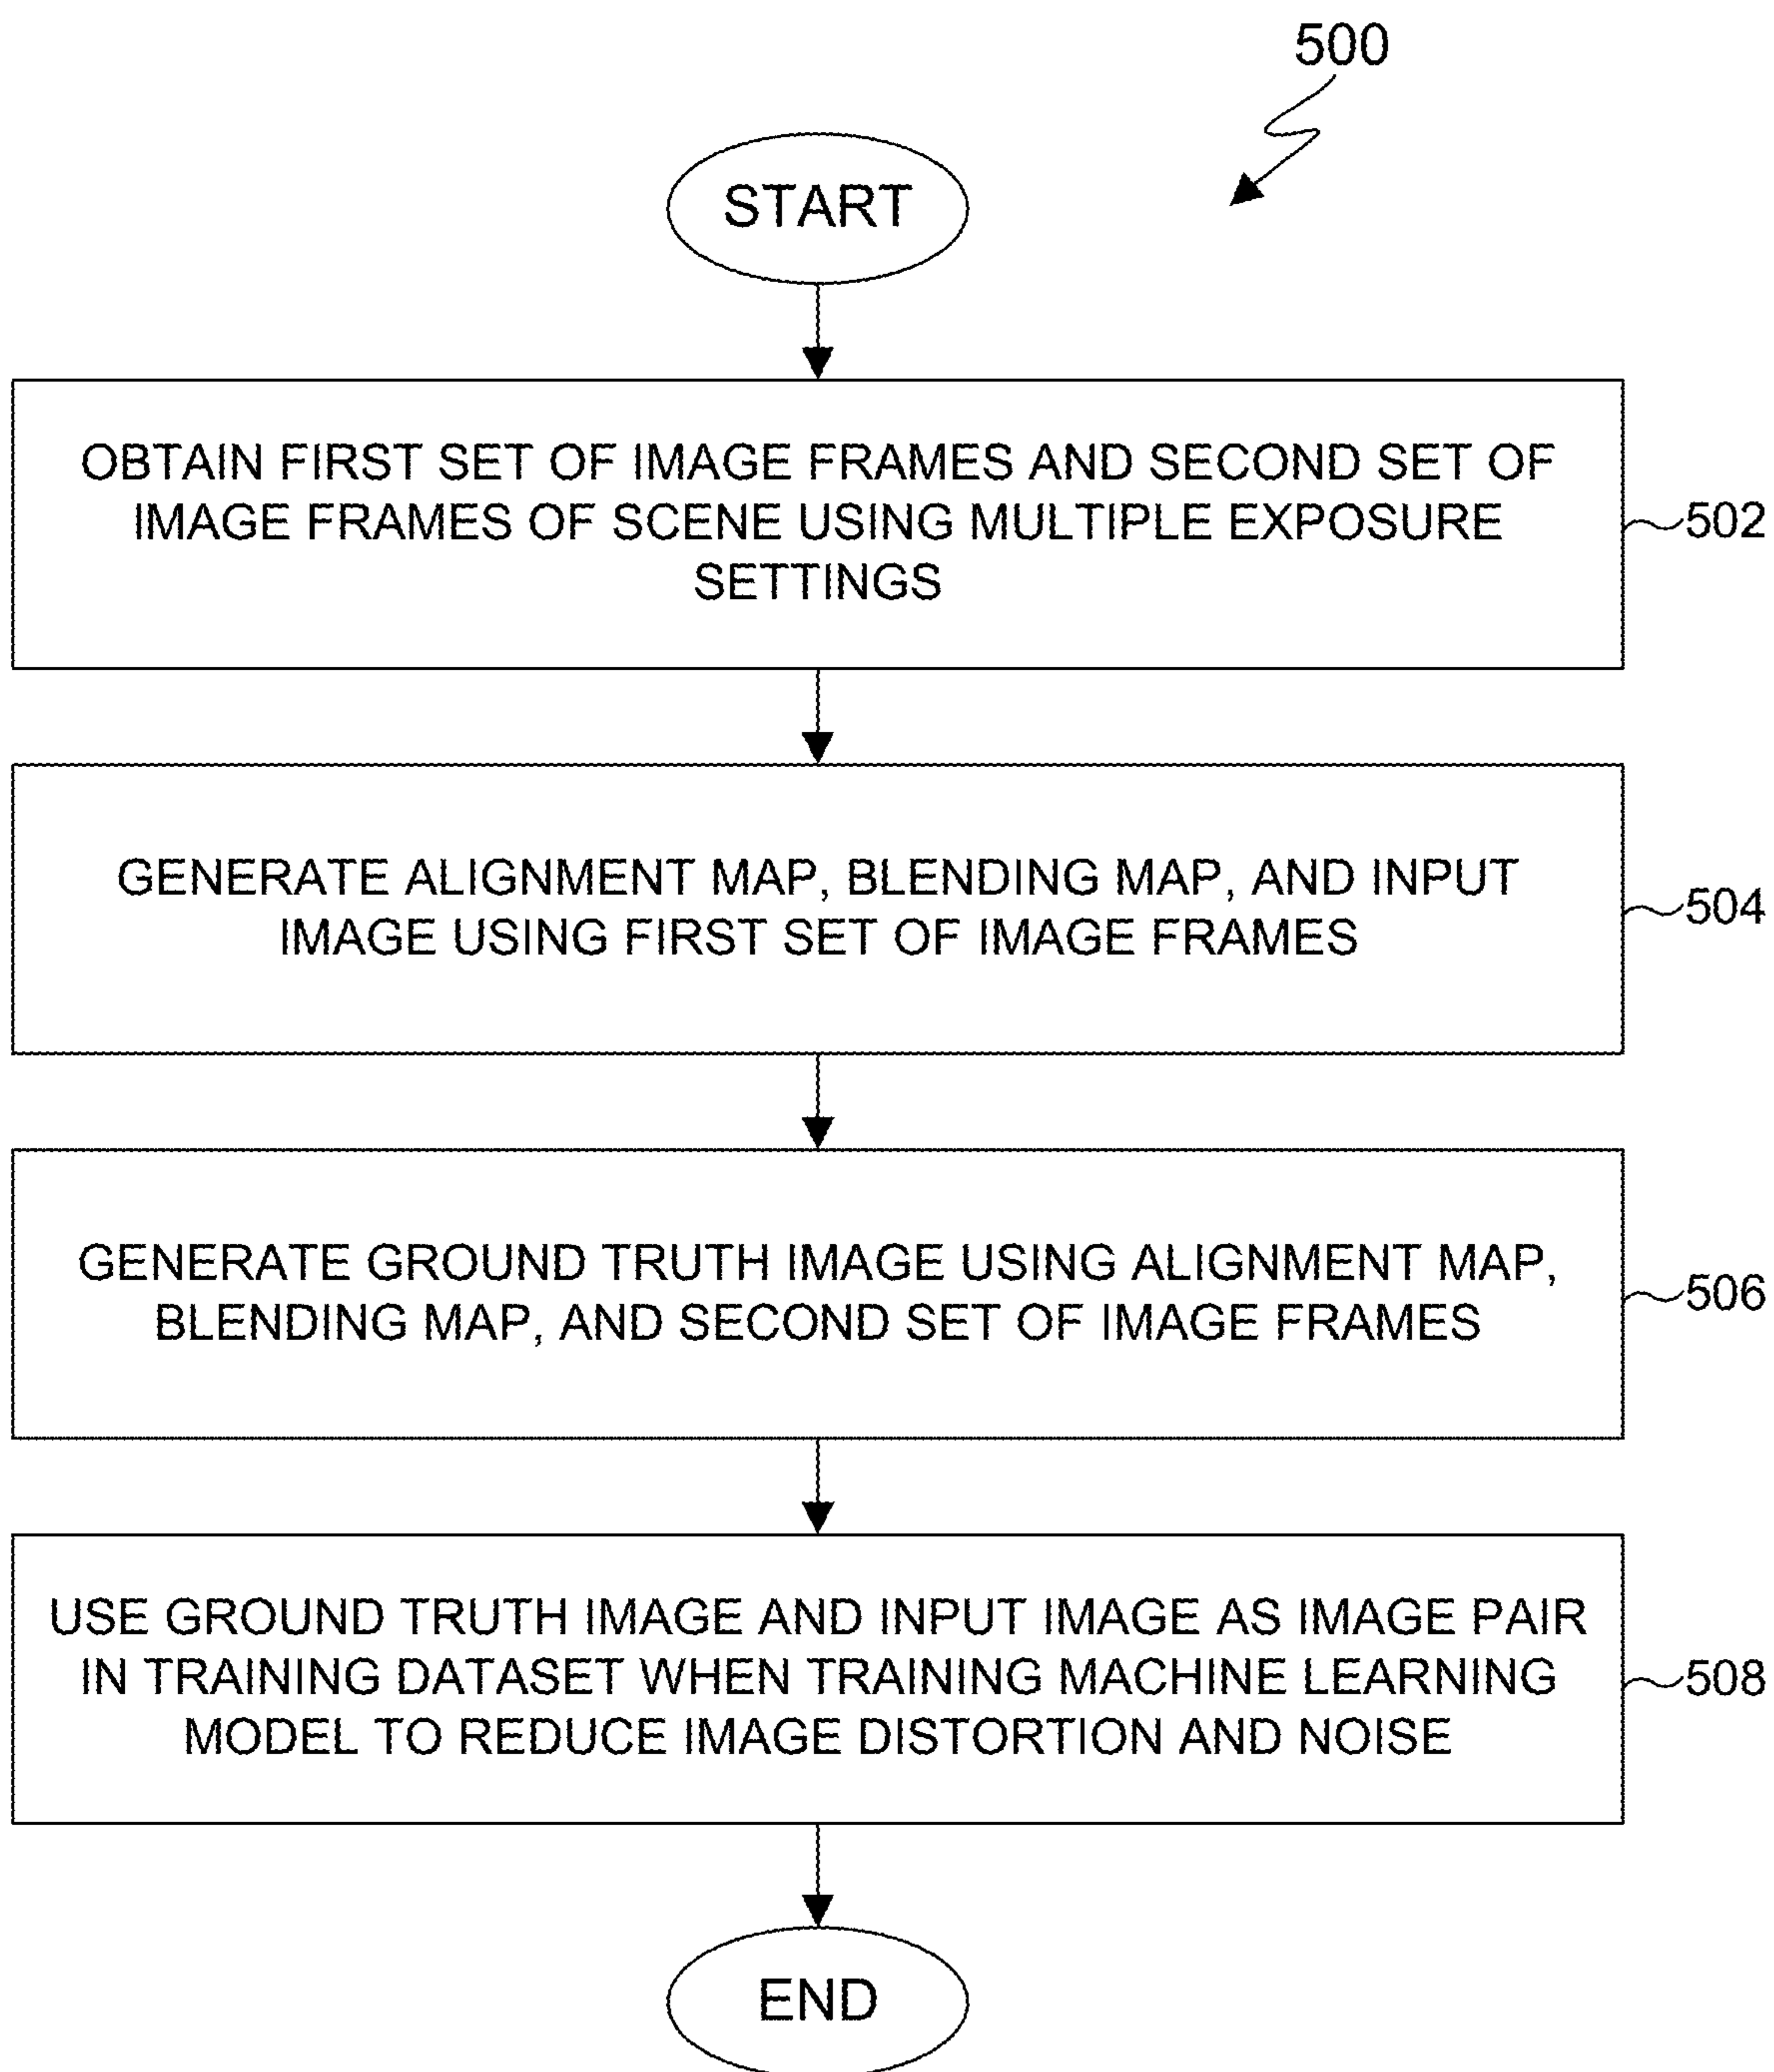 500
START
OBTAIN FIRST SET OF IMAGE FRAMES AND SECOND SET OF
IMAGE FRAMES OF SCENE USING MULTIPLE EXPOSURE
SETTINGS
502
GENERATE ALIGNMENT MAP, BLENDING MAP, AND INPUT
IMAGE USING FIRST SET OF IMAGE FRAMES
504
GENERATE GROUND TRUTH IMAGE USING ALIGNMENT MAP,
BLENDING MAP, AND SECOND SET OF IMAGE FRAMES
506
USE GROUND TRUTH IMAGE AND INPUT IMAGE AS IMAGE PAIR
IN TRAINING DATASET WHEN TRAINING MACHINE LEARNING
MODEL TO REDUCE IMAGE DISTORTION AND NOISE
508
END